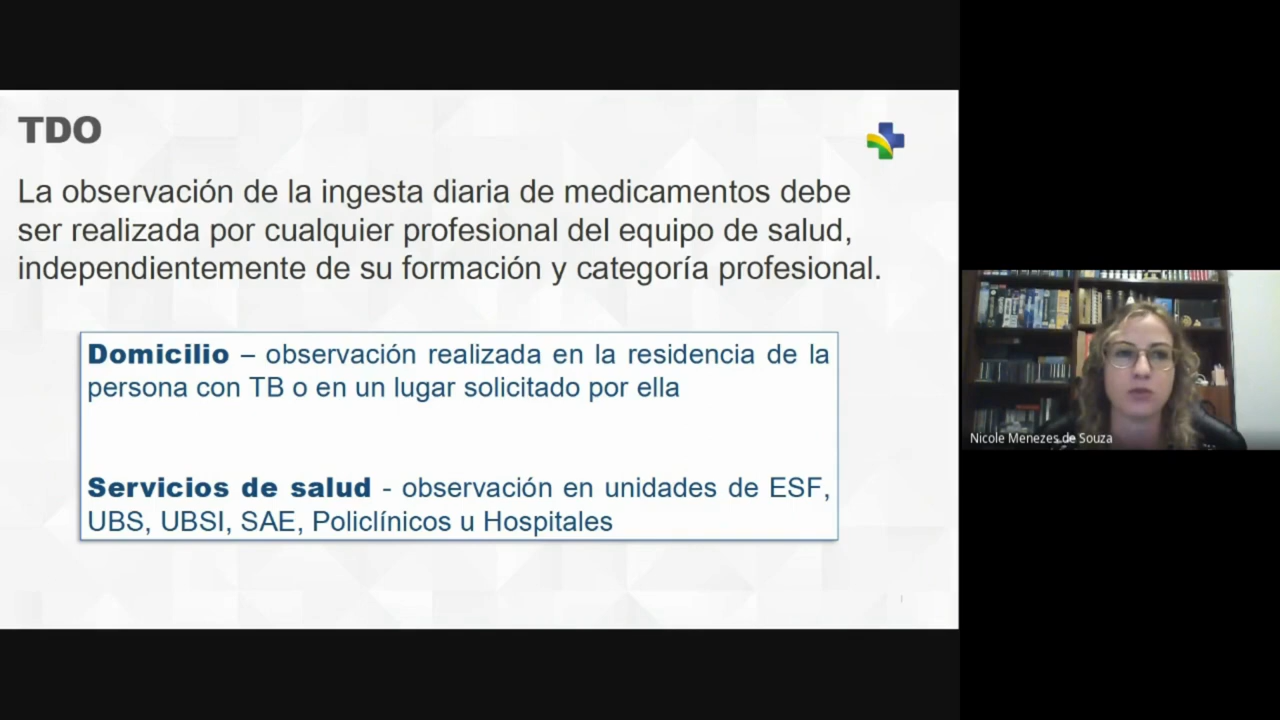 TDO
La observación de la ingesta diaria de medicamentos debe
ser realizada por cualquier profesional del equipo de salud,
independientemente de su formación y categoría profesional.
Domicilio – observación realizada en la residencia de la
persona con TB o en un lugar solicitado por ella
Servicios de salud - observación en unidades de ESF,
UBS, UBSI, SAE, Policlínicos u Hospitales
Nicole Menezes de Souza